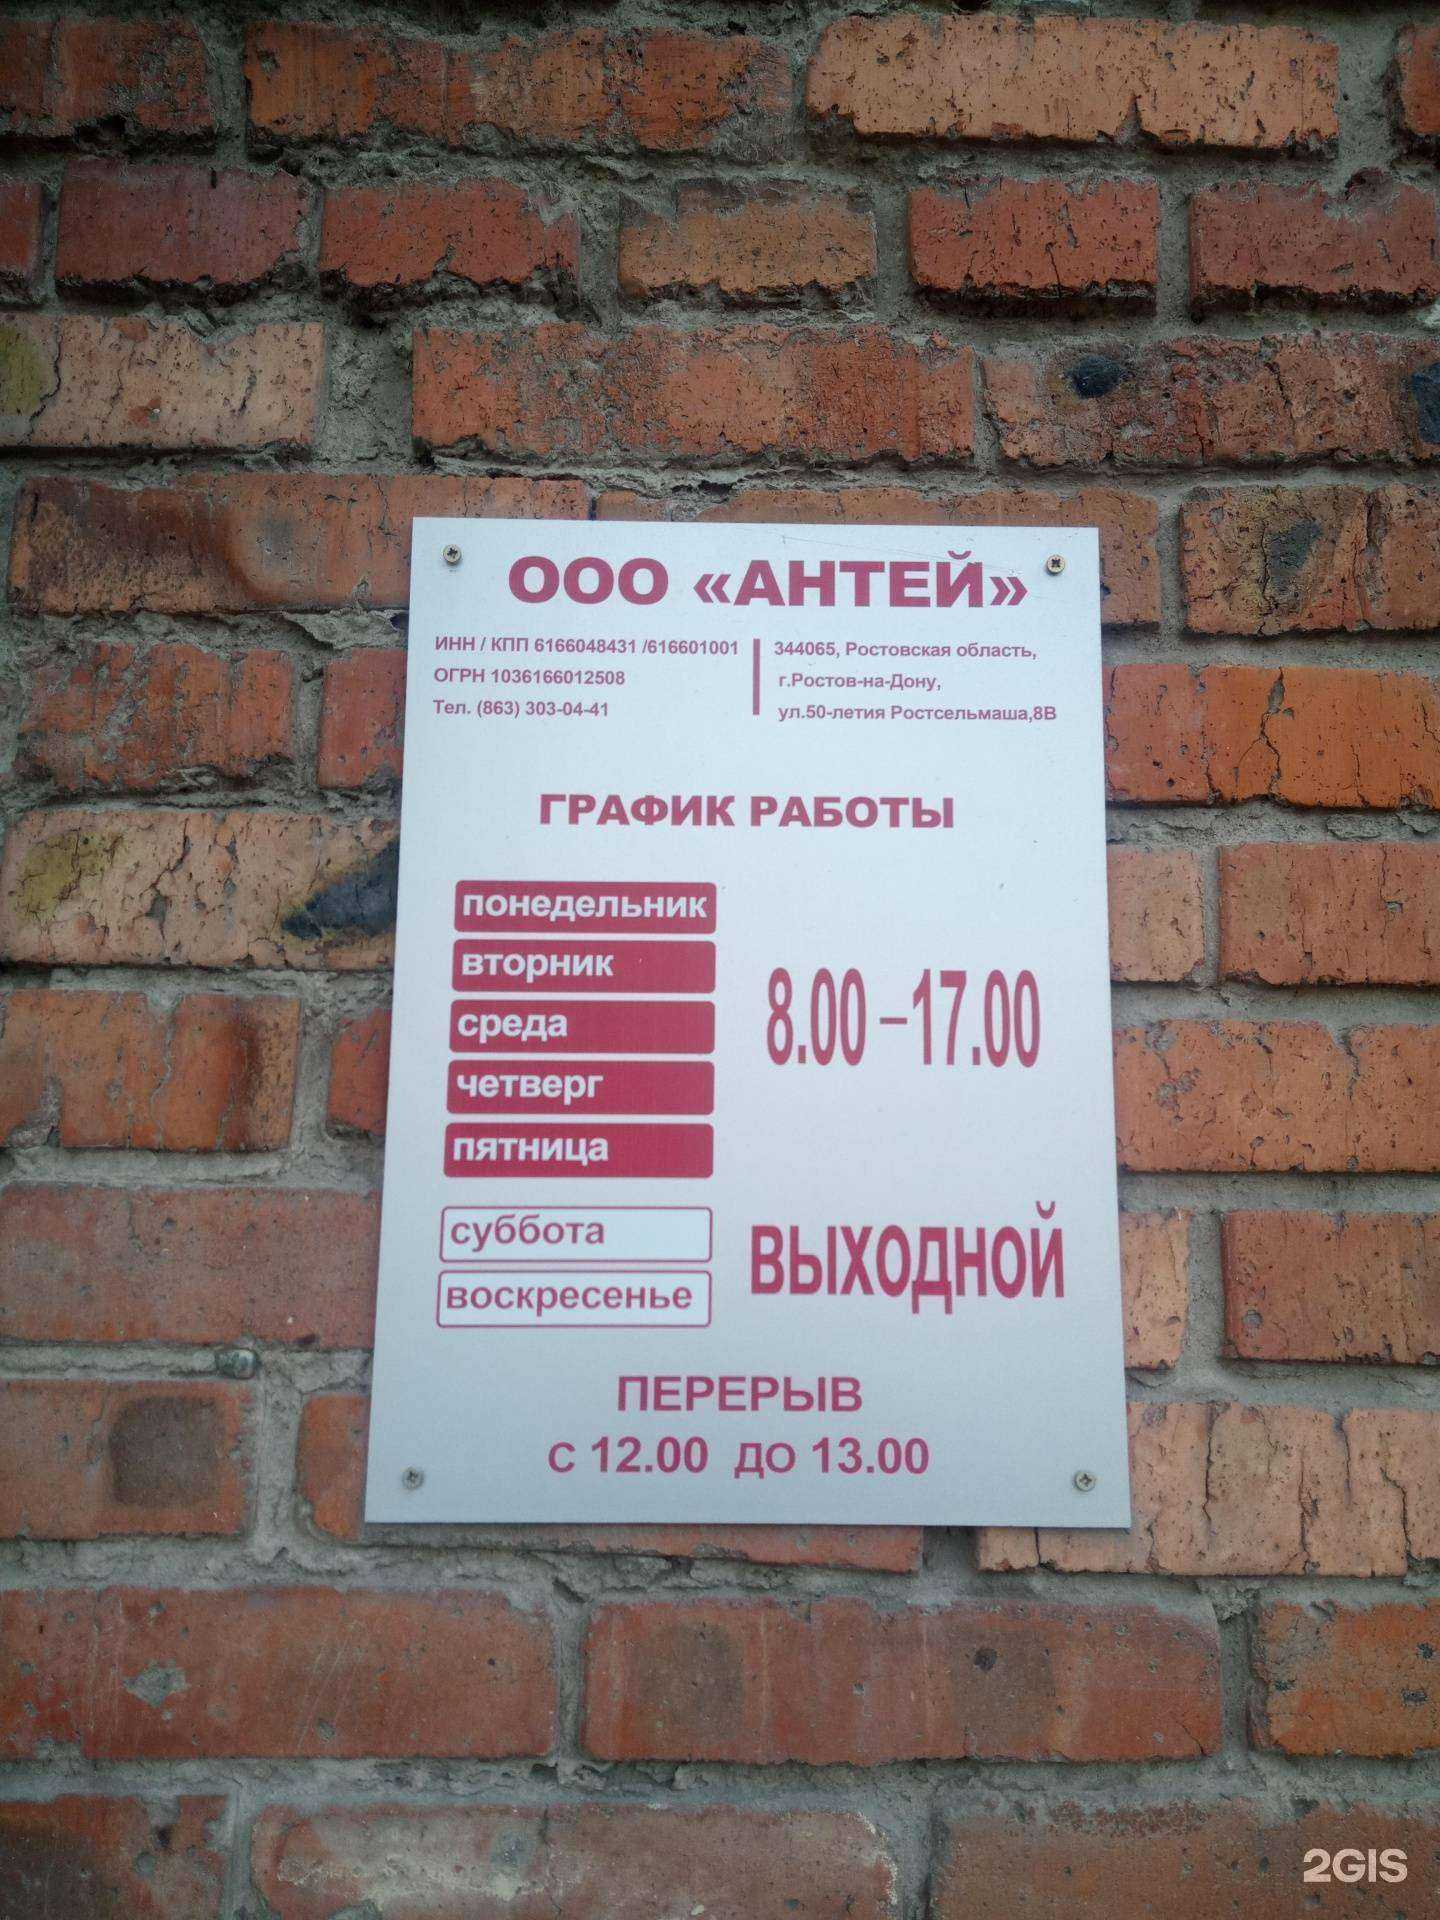 ООО «АНТЕЙ»
ИНН / КПП 6166048431 /616601001
ОГРН 1036166012508
Тел. (863) 303-04-41
344065, Ростовская область,
г.Ростов-на-Дону,
ул.50-летия Ростсельмаша,8В
ГРАФИК РАБОТЫ
понедельник
вторник
среда
четверг
пятница
8.00 –17.00
суббота
воскресенье
ВЫХОДНОЙ
ПЕРЕРЫВ
С 12.00 ДО 13.00
2GIS